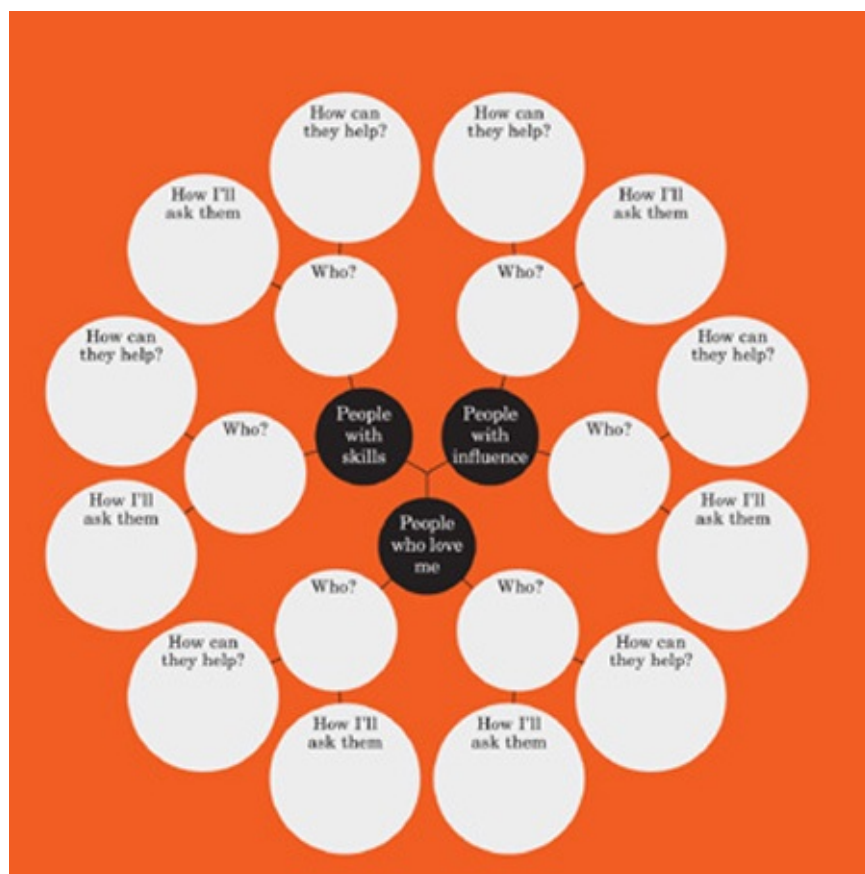 How can
they help?
How can
they help?
How I'll
ask them
How I'll
ask them
Who?
Who?
How can
they help?
How can
they help?
People
with
skills
People
with
influence
Who?
Who?
How I'll
ask them
How I'll
ask them
People
who love
me
Who?
Who?
How can
they help?
How can
they help?
How I'll
ask them
How I'll
ask them